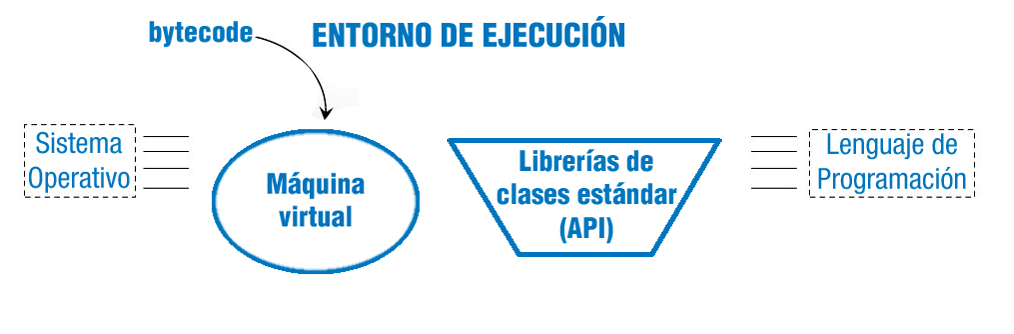 bytecode
ENTORNO DE EJECUCIÓN
Sistema
Operativo
Máquina
virtual
Librerías de
clases estándar
(API)
Lenguaje de
Programación